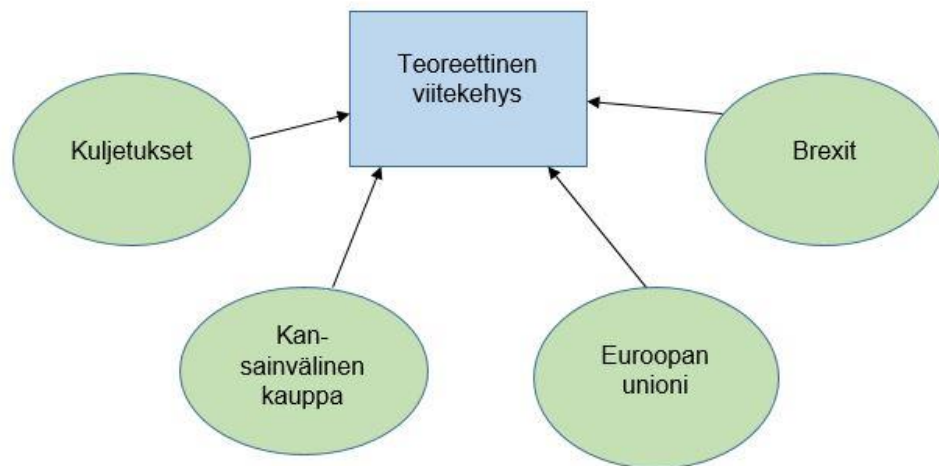 Teoreettinen
viitekehys
Kuljetukset
Brexit
Kan-
sainvälinen
kauppa
Euroopan
unioni